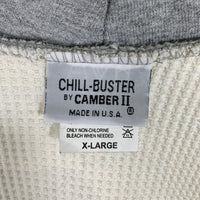 CHILL-BUSTER
BY CAMBER II
MADE IN U.S.A. ®
ONLY NON-CHLORINE
BLEACH WHEN NEEDED
X-LARGE